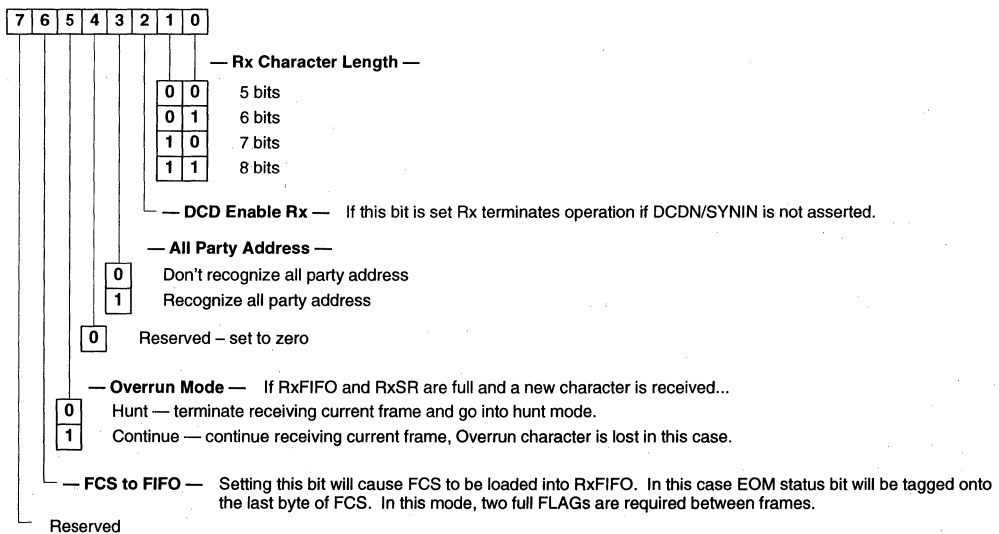 7 6 5 4 3 2 1 0
— Rx Character Length —
0 0 5 bits
0 1 6 bits
1 0 7 bits
1 1 8 bits
— DCD Enable Rx — If this bit is set Rx terminates operation if DCDN/SYNIN is not asserted.
— All Party Address —
0 Don't recognize all party address
1 Recognize all party address
0 Reserved – set to zero
— Overrun Mode — If RxFIFO and RxSR are full and a new character is received...
0 Hunt — terminate receiving current frame and go into hunt mode.
1 Continue — continue receiving current frame, Overrun character is lost in this case.
— FCS to FIFO — Setting this bit will cause FCS to be loaded into RxFIFO. In this case EOM status bit will be tagged onto
the last byte of FCS. In this mode, two full FLAGs are required between frames.
Reserved